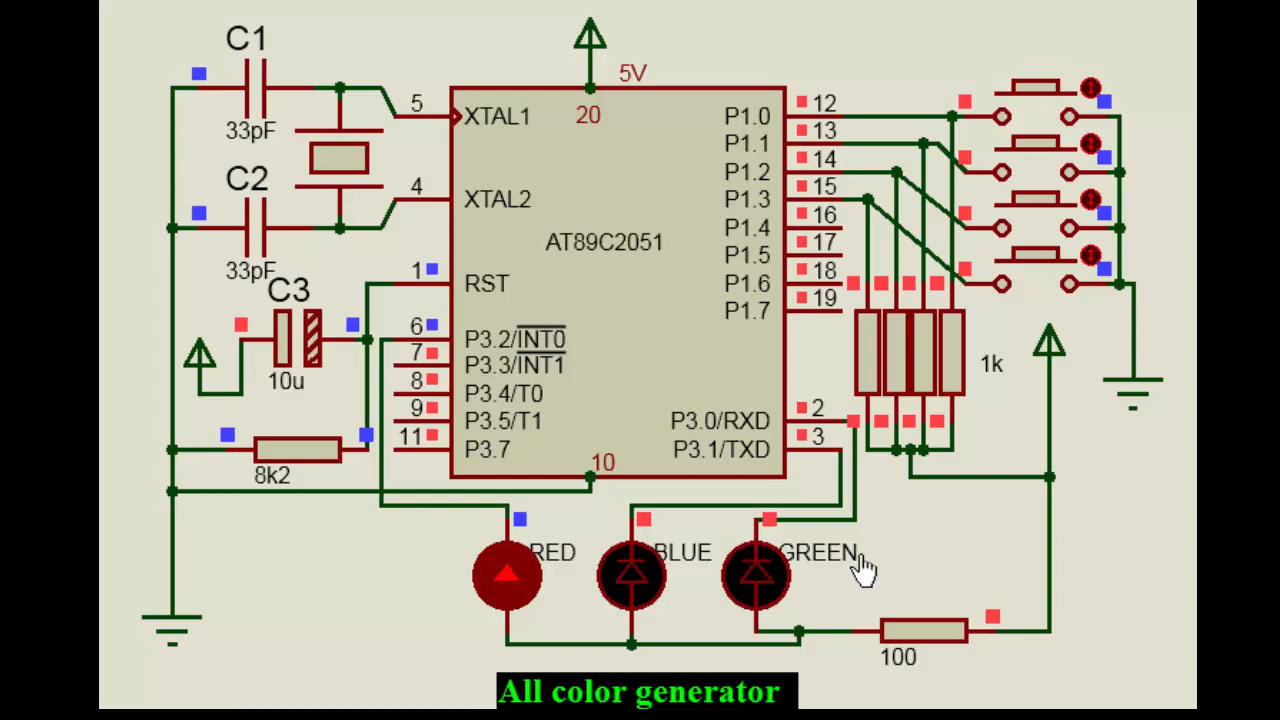 C1
33pF
C2
33pF
C3
10u
8k2
5V
20
5 XTAL1
4 XTAL2
1 RST
6 P3.2/INT0
7 P3.3/INT1
8 P3.4/T0
9 P3.5/T1
11 P3.7
AT89C2051
P1.0 12
P1.1 13
P1.2 14
P1.3 15
P1.4 16
P1.5 17
P1.6 18
P1.7 19
P3.0/RXD 2
P3.1/TXD 3
10
1k
RED
BLUE
GREEN
100
All color generator